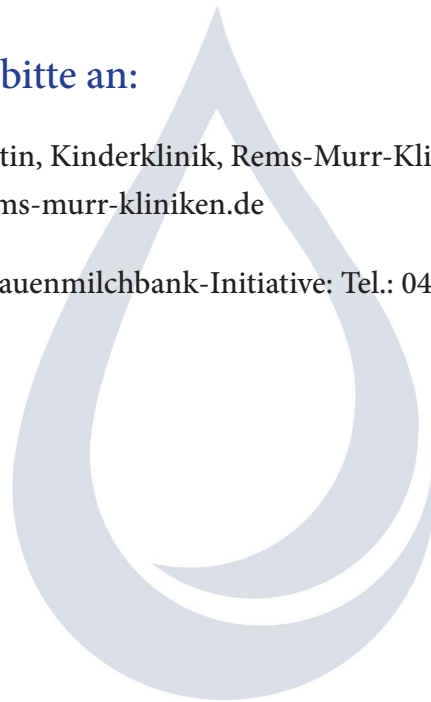 bitte an:
tin, Kinderklinik, Rems-Murr-Kli
ms-murr-kliniken.de
auenmilchbank-Initiative: Tel.: 04